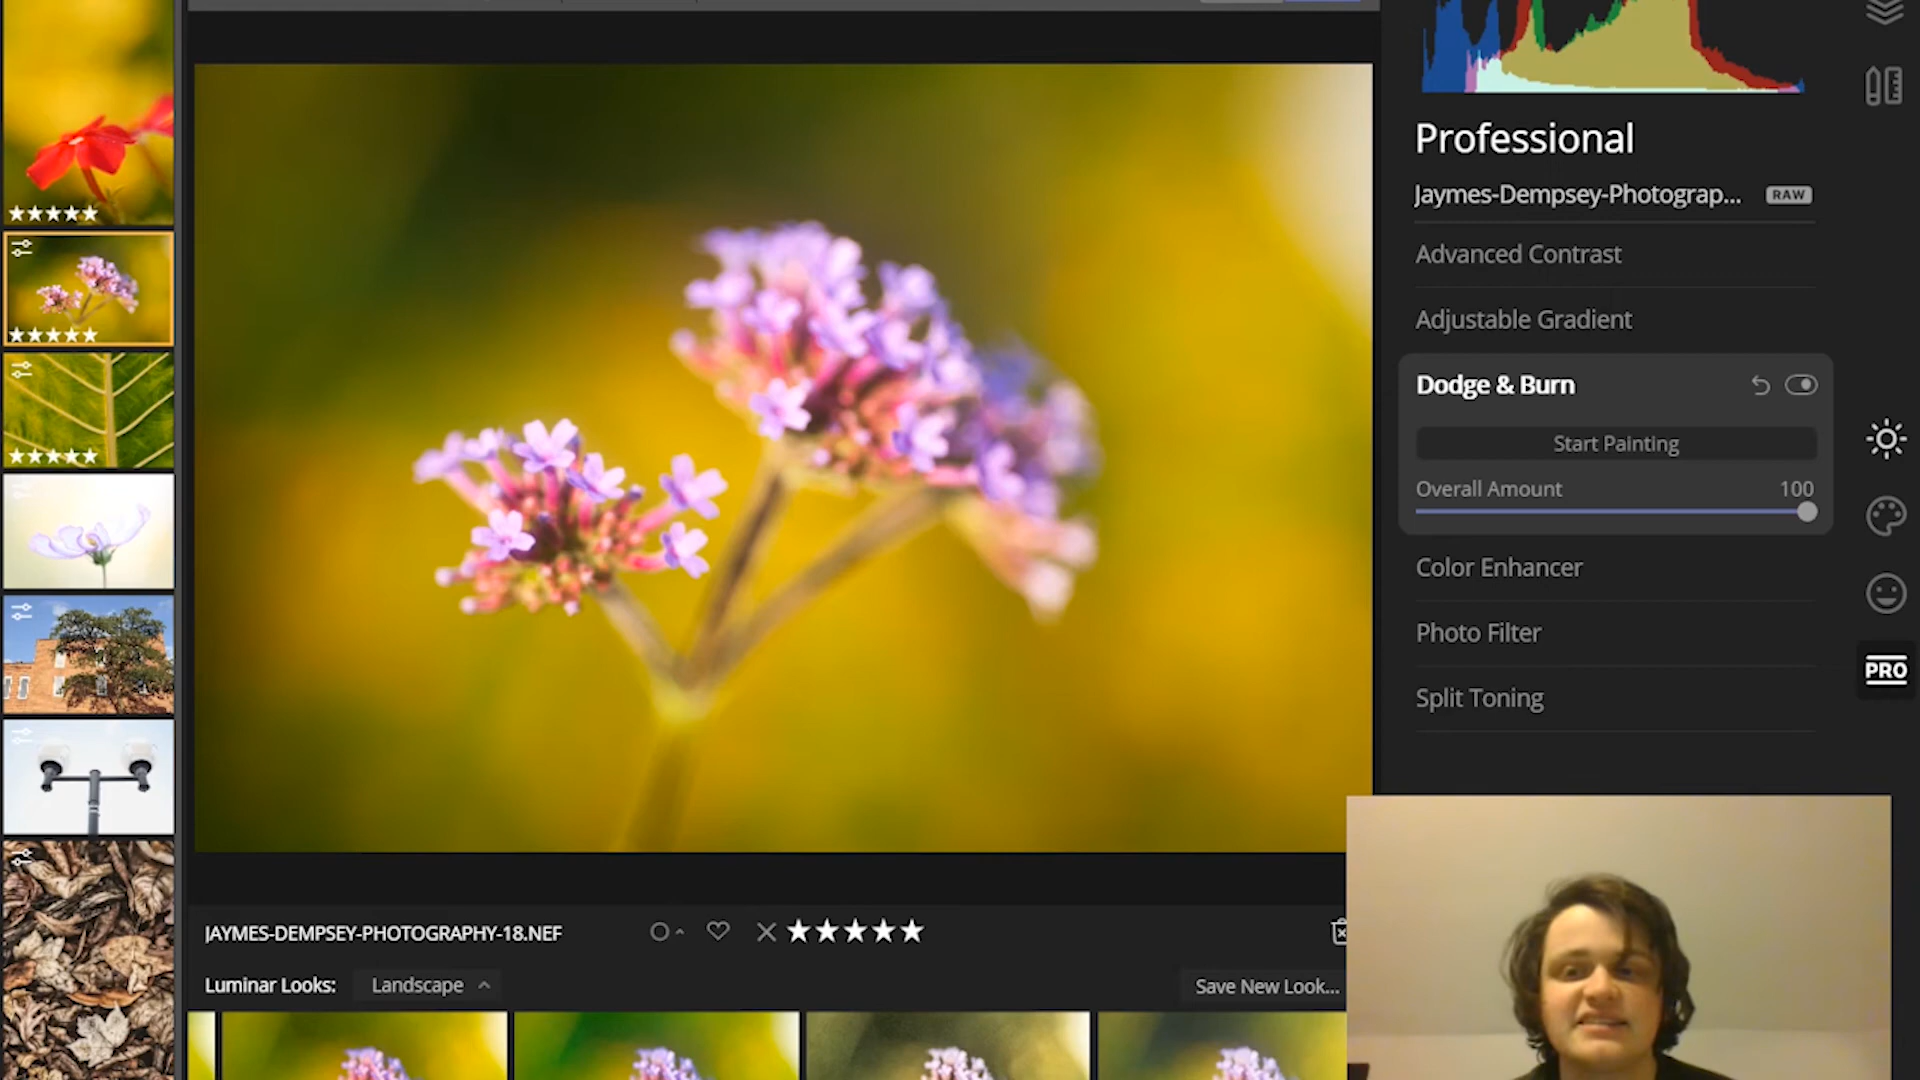 Professional
Jaymes-Dempsey-Photograp... RAW
Advanced Contrast
Adjustable Gradient
Dodge & Burn
Start Painting
Overall Amount 100
Color Enhancer
Photo Filter
Split Toning
PRO
JAYMES-DEMPSEY-PHOTOGRAPHY-18.NEF
Luminar Looks: Landscape Save New Look...